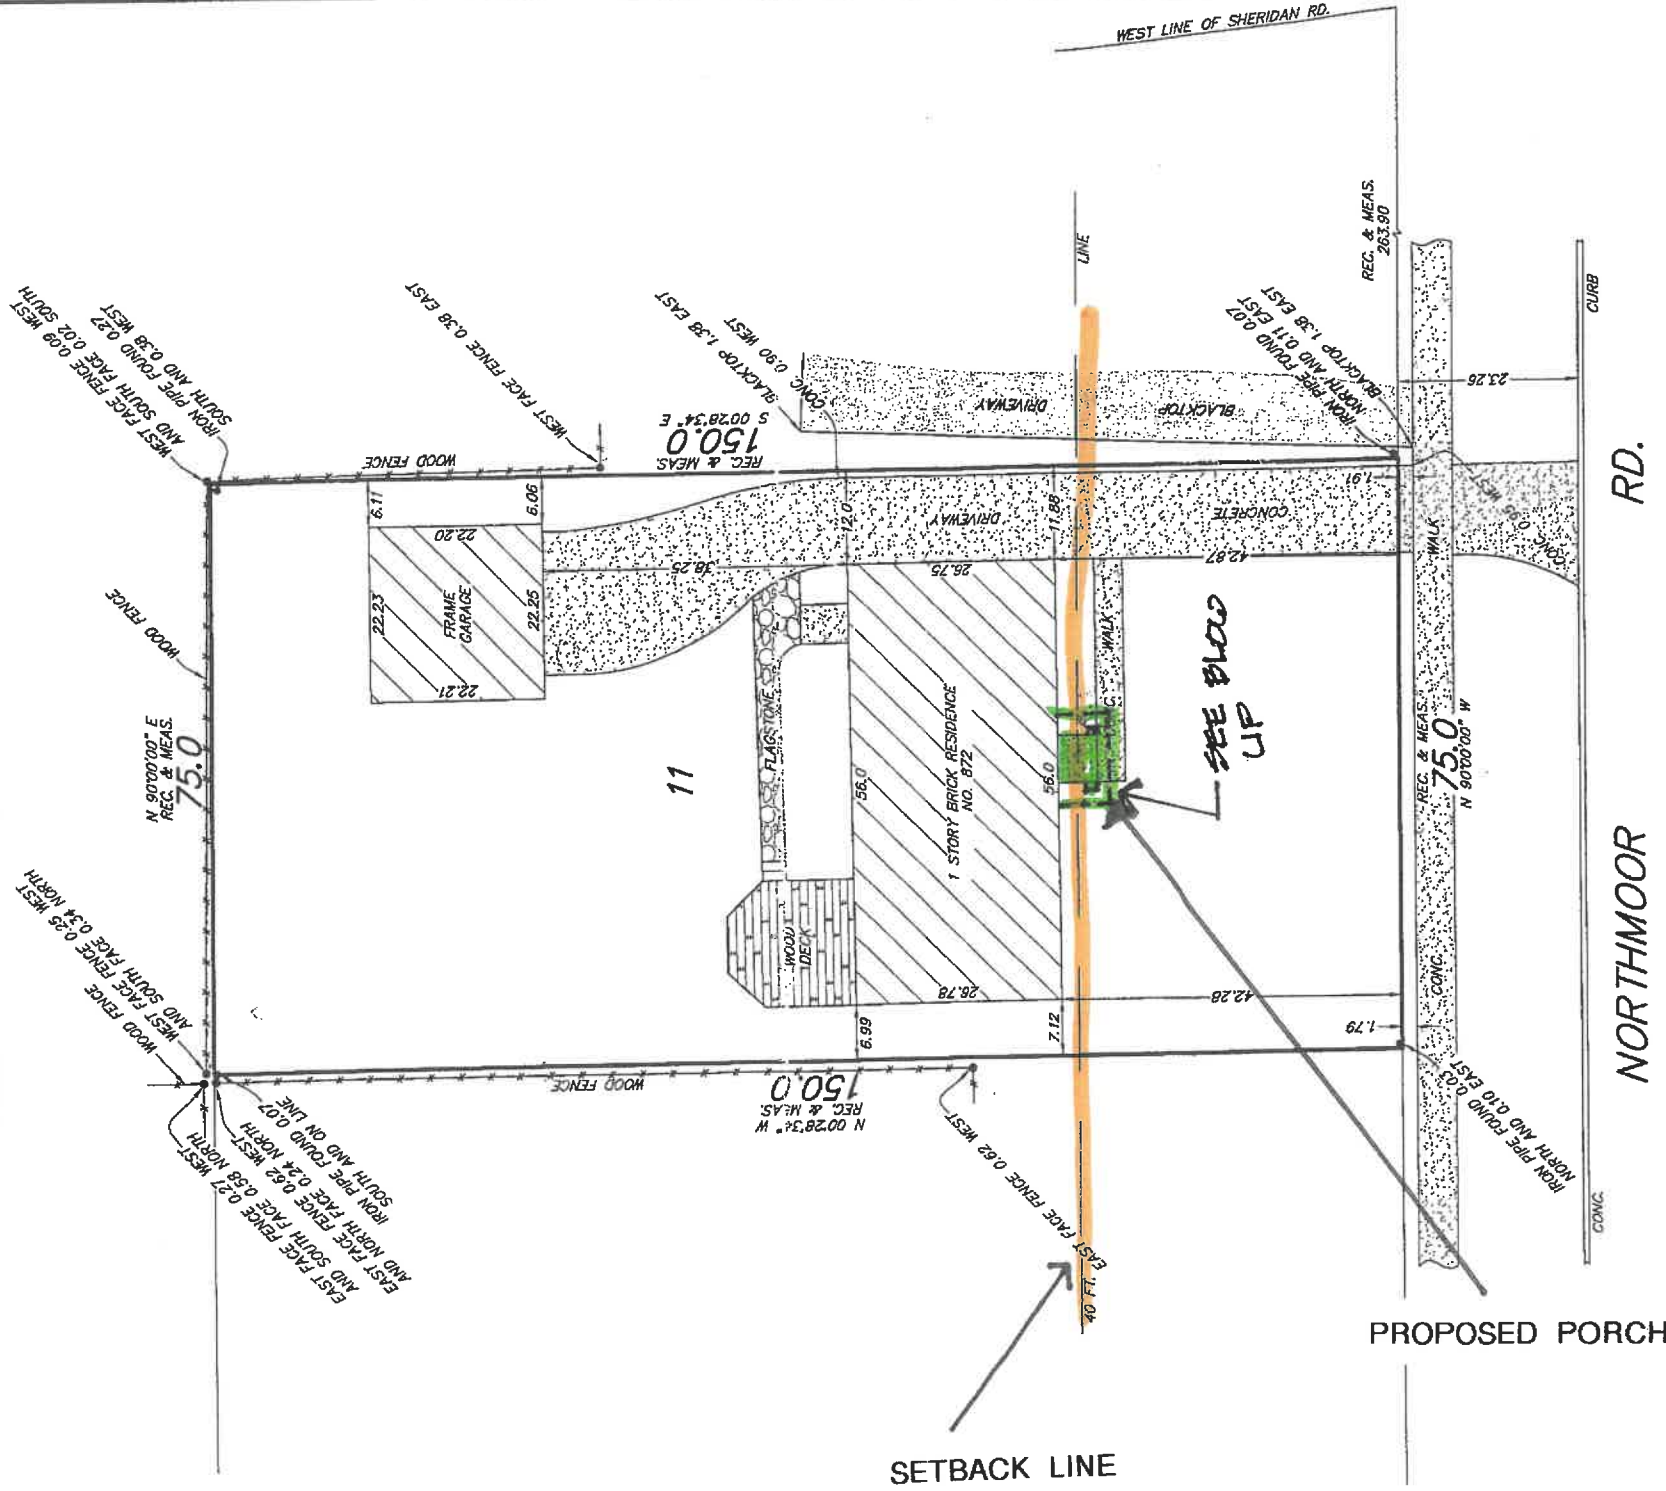 WEST LINE OF SHERIDAN RD.
REC. & MEAS.
263.90
LINE
WEST FACE FENCE 0.09 WEST
AND SOUTH FACE 0.02 SOUTH
IRON PIPE FOUND 0.27
SOUTH AND 0.38 WEST
WEST FACE FENCE 0.38 EAST
BLACKTOP 1.38 EAST
CONC. 0.90 WEST
IRON PIPE FOUND 0.07
NORTH AND 0.11 EAST
BLACKTOP 1.38 EAST
CURB
23.26
WOOD FENCE
REC. & MEAS.
150.0
S 00°28'34" E
DRIVEWAY
BLACKTOP
6.11
6.06
22.20
22.23
22.25
22.21
FRAME
GARAGE
38.25
12.0
DRIVEWAY
11.88
CONCRETE
1.91
42.87
26.75
WALK
CONC. 0.95 WEST
RD.
WOOD FENCE
N 90°00'00" E
REC. & MEAS.
75.0
11
FLAGSTONE
WALK
C.
56.0
1 STORY BRICK RESIDENCE
NO. 872
56.0
SEE BLOW
UP
REC. & MEAS.
75.0
N 90°00'00" W
WOOD
DECK
26.78
42.28
CONC.
1.79
6.99
7.12
NORTHMOOR
WEST FACE FENCE 0.25 WEST
AND SOUTH FACE 0.34 NORTH
WOOD FENCE
WOOD FENCE
150.0
REC. & MEAS.
N 00°28'34" W
IRON PIPE FOUND 0.07
SOUTH AND ON LINE
EAST FACE FENCE 0.62 WEST
AND NORTH FACE 0.24 NORTH
EAST FACE FENCE 0.27 WEST
AND SOUTH FACE 0.58 NORTH
EAST FACE FENCE 0.62 WEST
40 FT.
IRON PIPE FOUND 0.03
NORTH AND 0.10 EAST
CONC.
PROPOSED PORCH
SETBACK LINE